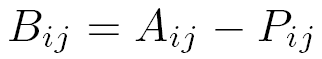 B_{ij} = A_{ij} − P_{ij}